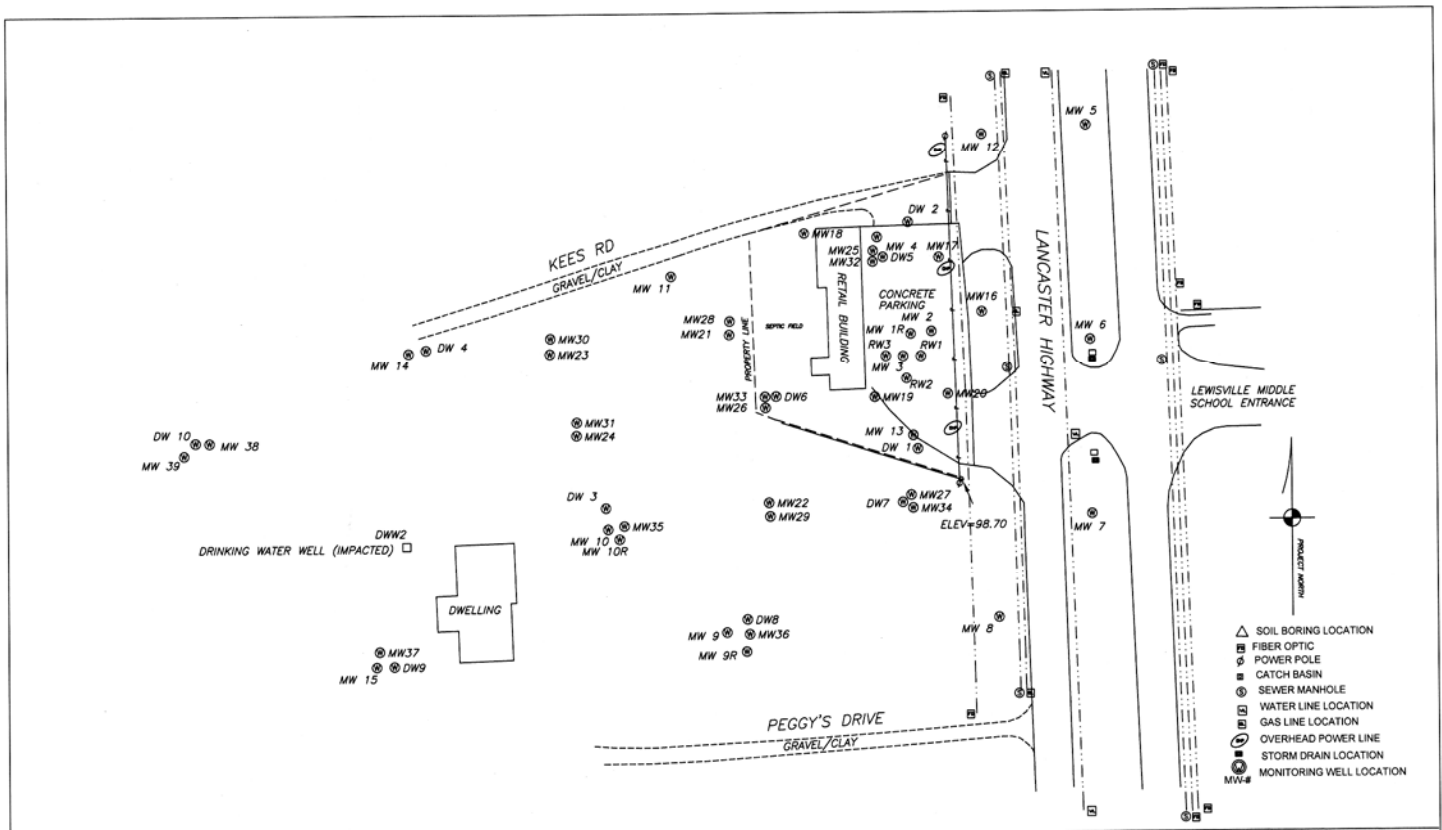 MW 5
MW 12
DW 2
MW18
MW 4
MW17
MW25
DW5
MW32
KEES RD
GRAVEL/CLAY
MW 11
RETAIL BUILDING
CONCRETE
PARKING
MW16
LANCASTER HIGHWAY
MW28
MW21
SEPTIC FIELD
PROPERTY LINE
MW 2
MW 1R
MW 6
RW3
RW1
MW 3
RW2
MW30
MW23
DW 4
MW 14
MW33
DW6
MW26
MW19
MW20
LEWISVILLE MIDDLE
SCHOOL ENTRANCE
MW31
MW24
MW 13
DW 1
DW 10
MW 38
MW 39
DW 3
MW22
MW29
MW27
DW7
MW34
ELEV=98.70
MW 7
MW35
MW 10
MW 10R
DWW2
DRINKING WATER WELL (IMPACTED)
DWELLING
PROJECT NORTH
DW8
MW 9
MW36
MW 9R
MW 8
MW37
MW 15
DW9
PEGGY'S DRIVE
GRAVEL/CLAY
SOIL BORING LOCATION
FIBER OPTIC
POWER POLE
CATCH BASIN
S SEWER MANHOLE
WATER LINE LOCATION
GAS LINE LOCATION
OVERHEAD POWER LINE
STORM DRAIN LOCATION
MW-# MONITORING WELL LOCATION